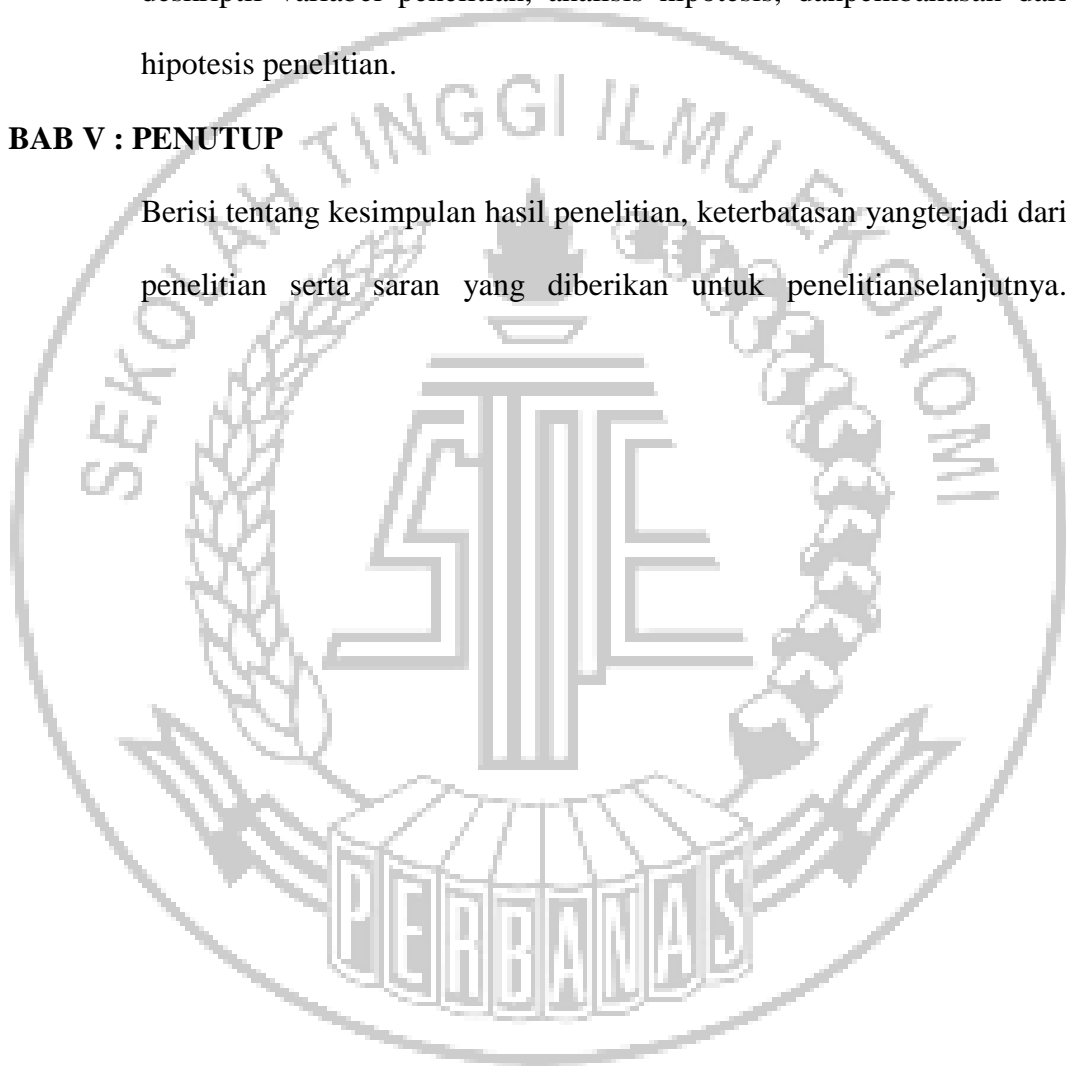 hipotesis penelitian.
BAB V : PENUTUP
Berisi tentang kesimpulan hasil penelitian, keterbatasan yangterjadi dari
penelitian serta saran yang diberikan untuk penelitianselanjutnya.
SEKOLAH TINGGI ILMU EKONOMI
STIE
PERBANAS